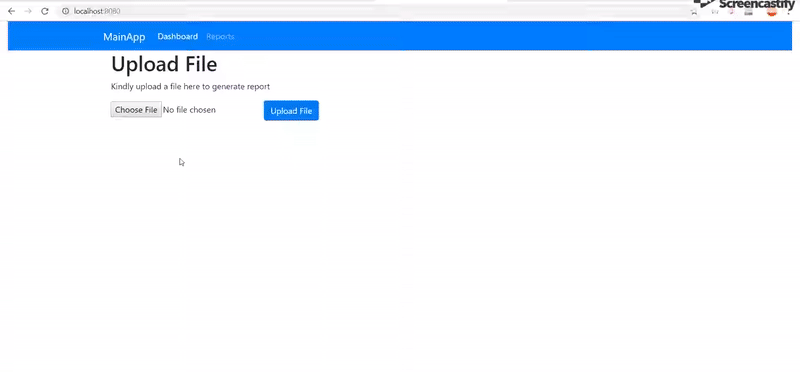 Screencastify
localhost:8080
MainApp Dashboard Reports
Upload File
Kindly upload a file here to generate report
Choose File No file chosen Upload File